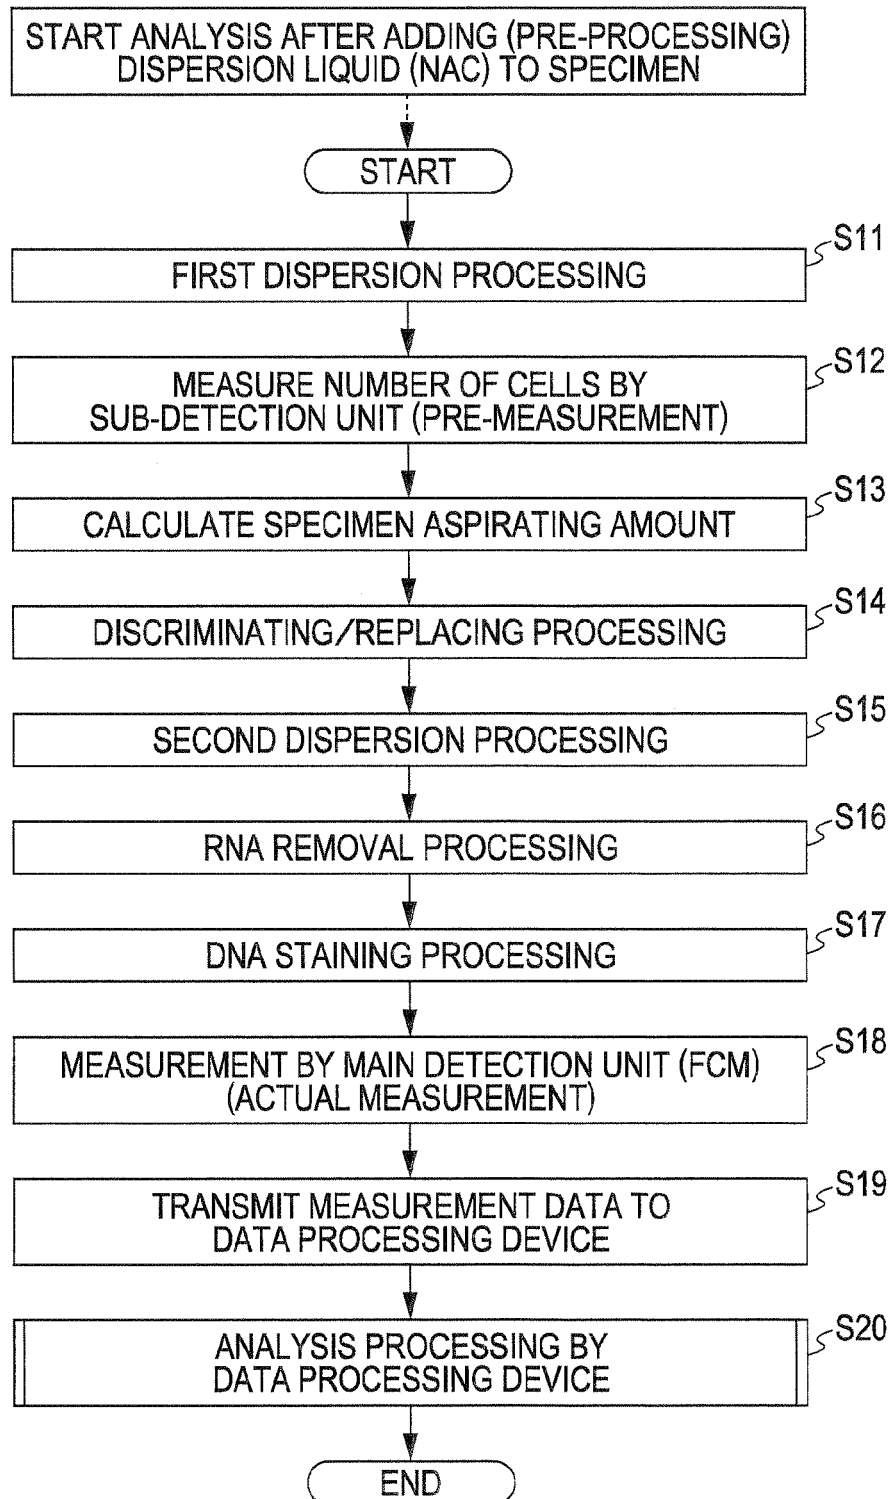 START ANALYSIS AFTER ADDING (PRE-PROCESSING)
DISPERSION LIQUID (NAC) TO SPECIMEN
START
S11
FIRST DISPERSION PROCESSING
S12
MEASURE NUMBER OF CELLS BY
SUB-DETECTION UNIT (PRE-MEASUREMENT)
S13
CALCULATE SPECIMEN ASPIRATING AMOUNT
S14
DISCRIMINATING/REPLACING PROCESSING
S15
SECOND DISPERSION PROCESSING
S16
RNA REMOVAL PROCESSING
S17
DNA STAINING PROCESSING
S18
MEASUREMENT BY MAIN DETECTION UNIT (FCM)
(ACTUAL MEASUREMENT)
S19
TRANSMIT MEASUREMENT DATA TO
DATA PROCESSING DEVICE
S20
ANALYSIS PROCESSING BY
DATA PROCESSING DEVICE
END